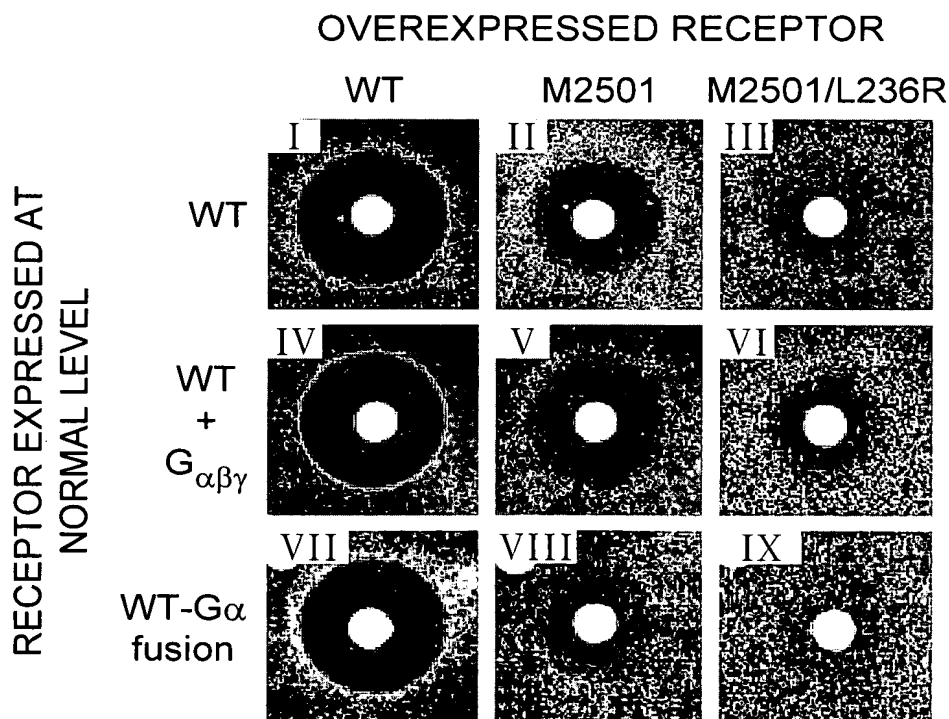 OVEREXPRESSED RECEPTOR
WT M2501 M2501/L236R
RECEPTOR EXPRESSED AT
NORMAL LEVEL
WT
I II III
WT
+
Gαβγ
IV V VI
WT-Gα
fusion
VII VIII IX